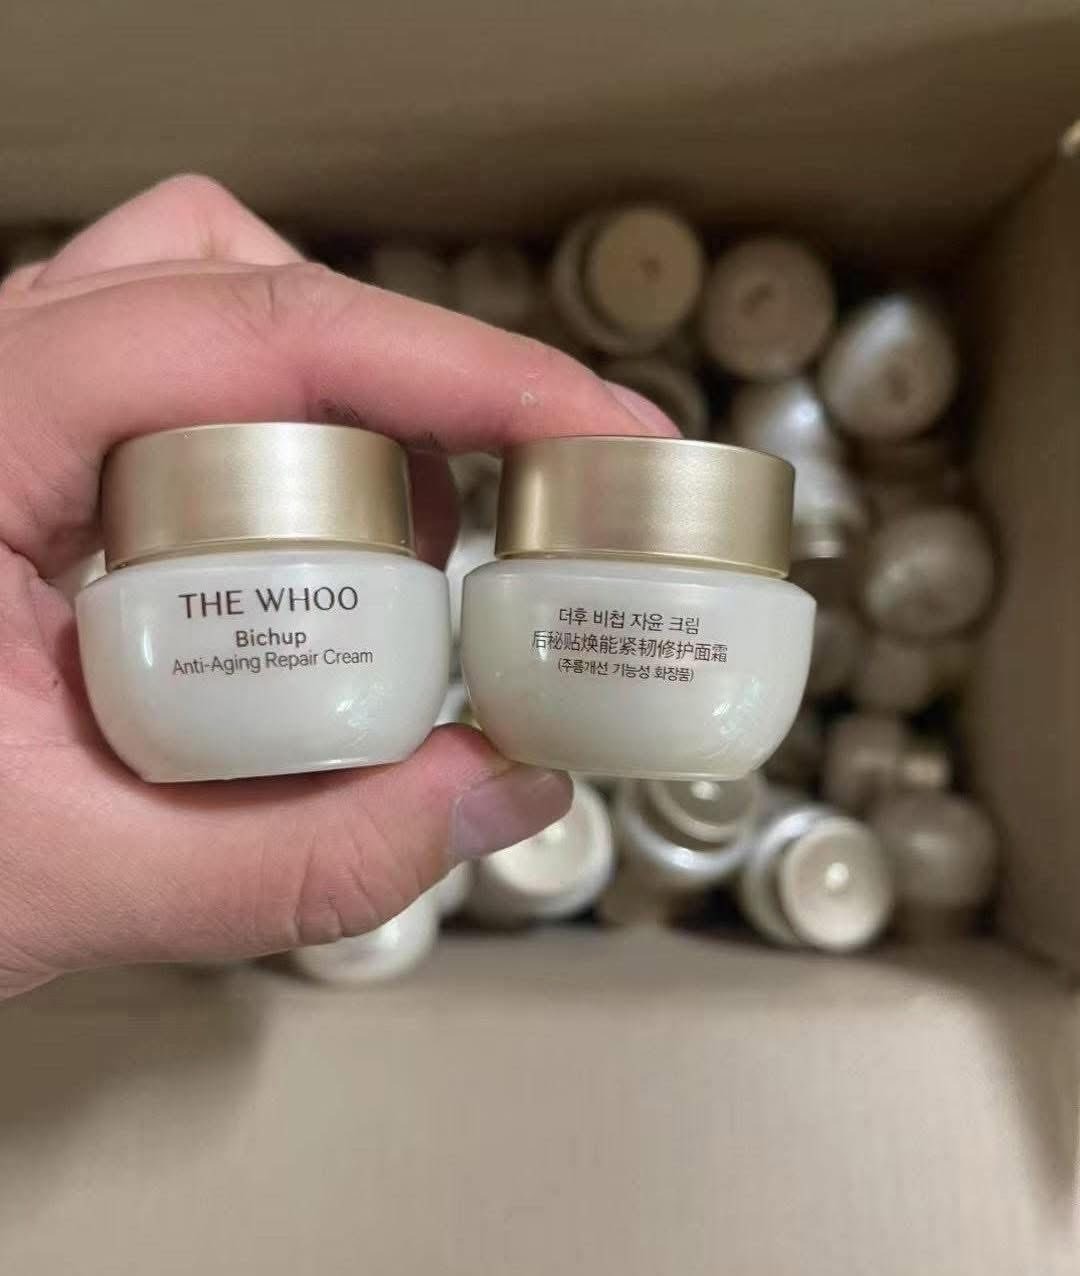 THE WHOO
Bichup
Anti-Aging Repair Cream
더후 비첩 자윤 크림
后秘贴焕能紧韧修护面霜
(주름개선 기능성 화장품)